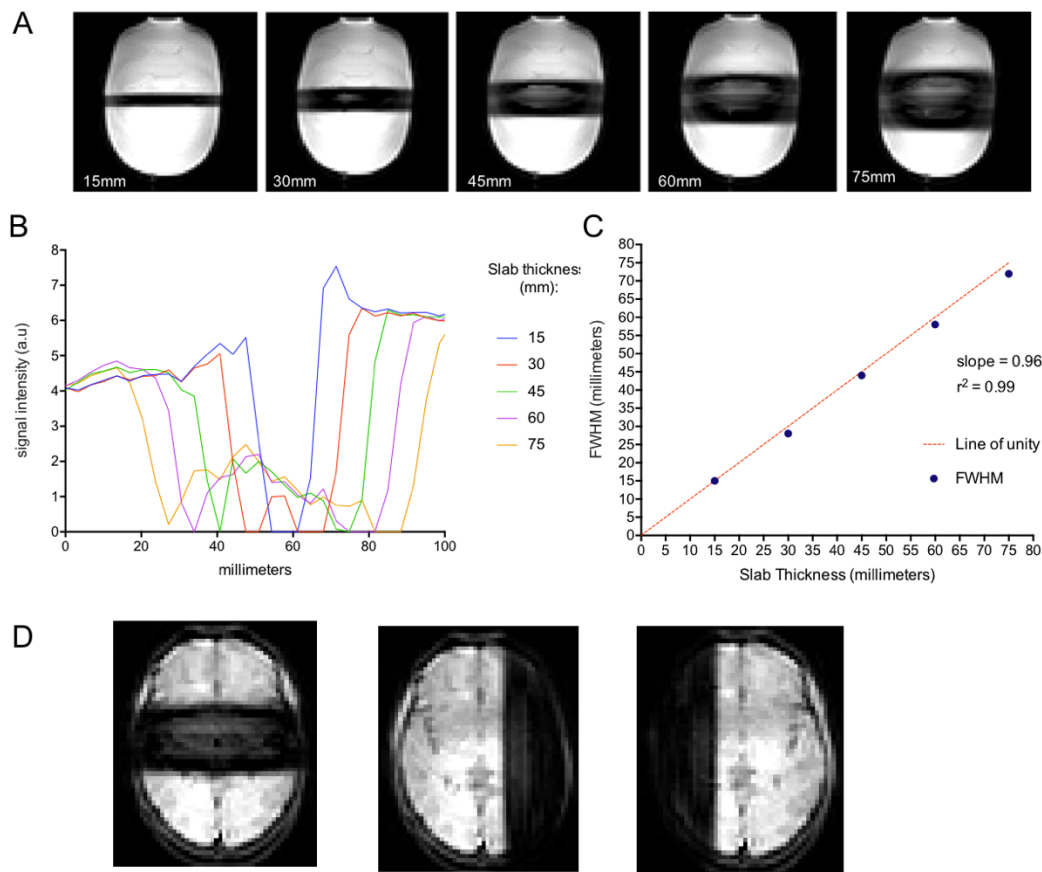 A
15mm
30mm
45mm
60mm
75mm
B
8
7
6
5
4
3
2
1
0
signal intensity (a.u)
0
20
40
60
80
100
millimeters
Slab thickness
(mm):
15
30
45
60
75
C
80
75
70
65
60
55
50
45
40
35
30
25
20
15
10
5
0
FWHM (millimeters)
0 5 10 15 20 25 30 35 40 45 50 55 60 65 70 75 80
Slab Thickness (millimeters)
slope = 0.96
r² = 0.99
Line of unity
FWHM
D